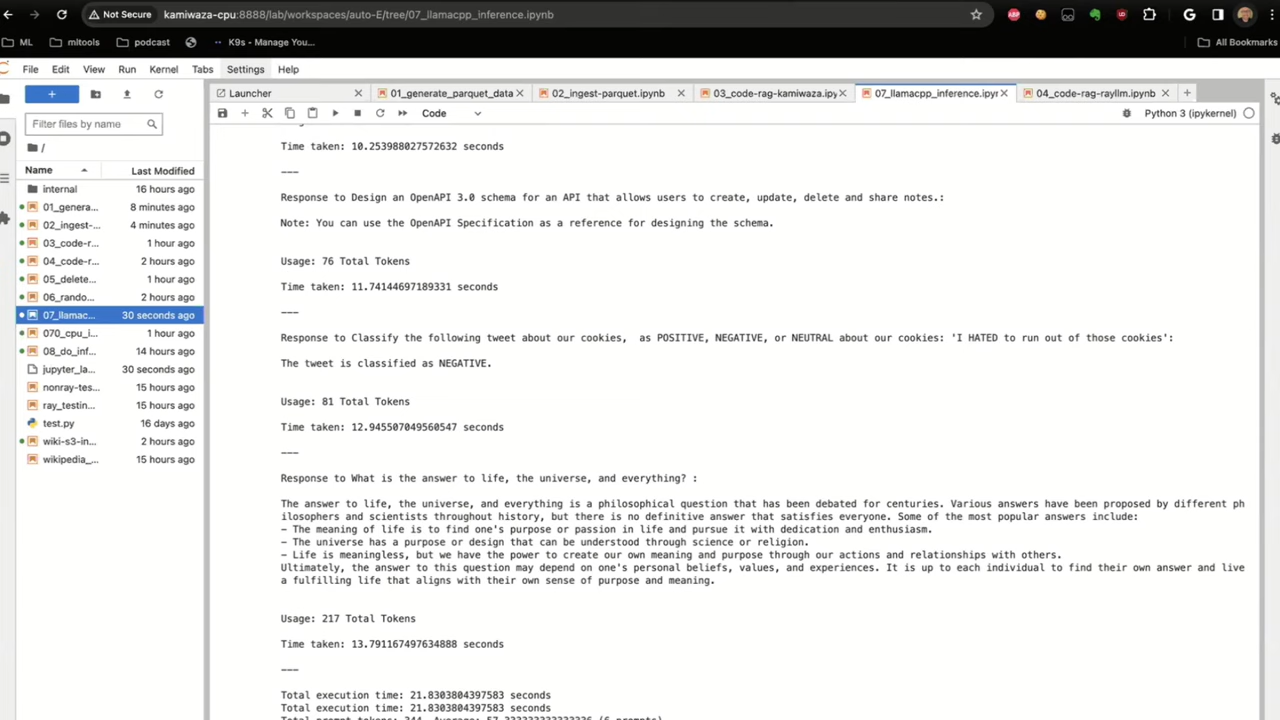 Not Secure kamiwaza-cpu:8888/lab/workspaces/auto-E/tree/07_llamacpp_inference.ipynb
ML mltools podcast K9s - Manage You... All Bookmarks
File Edit View Run Kernel Tabs Settings Help
Launcher 01_generate_parquet_data 02_ingest-parquet.ipynb 03_code-rag-kamiwaza.ipy 07_llamacpp_inference.ipyr 04_code-rag-rayllm.ipynb
Filter files by name
Code
Python 3 (ipykernel)
/
Name Last Modified
internal 16 hours ago
01_genera... 8 minutes ago
02_ingest-... 4 minutes ago
03_code-r... 1 hour ago
04_code-r... 2 hours ago
05_delete... 1 hour ago
06_rando... 2 hours ago
07_llamac... 30 seconds ago
070_cpu_i... 1 hour ago
08_do_inf... 14 hours ago
jupyter_la... 30 seconds ago
nonray-tes... 15 hours ago
ray_testin... 15 hours ago
test.py 16 days ago
wiki-s3-in... 2 hours ago
wikipedia_... 15 hours ago
Time taken: 10.253988027572632 seconds
---
Response to Design an OpenAPI 3.0 schema for an API that allows users to create, update, delete and share notes.:
Note: You can use the OpenAPI Specification as a reference for designing the schema.
Usage: 76 Total Tokens
Time taken: 11.74144697189331 seconds
---
Response to Classify the following tweet about our cookies,  as POSITIVE, NEGATIVE, or NEUTRAL about our cookies: 'I HATED to run out of those cookies':
The tweet is classified as NEGATIVE.
Usage: 81 Total Tokens
Time taken: 12.945507049560547 seconds
---
Response to What is the answer to life, the universe, and everything? :
The answer to life, the universe, and everything is a philosophical question that has been debated for centuries. Various answers have been proposed by different ph
ilosophers and scientists throughout history, but there is no definitive answer that satisfies everyone. Some of the most popular answers include:
- The meaning of life is to find one's purpose or passion in life and pursue it with dedication and enthusiasm.
- The universe has a purpose or design that can be understood through science or religion.
- Life is meaningless, but we have the power to create our own meaning and purpose through our actions and relationships with others.
Ultimately, the answer to this question may depend on one's personal beliefs, values, and experiences. It is up to each individual to find their own answer and live
a fulfilling life that aligns with their own sense of purpose and meaning.
Usage: 217 Total Tokens
Time taken: 13.791167497634888 seconds
---
Total execution time: 21.8303804397583 seconds
Total execution time: 21.8303804397583 seconds